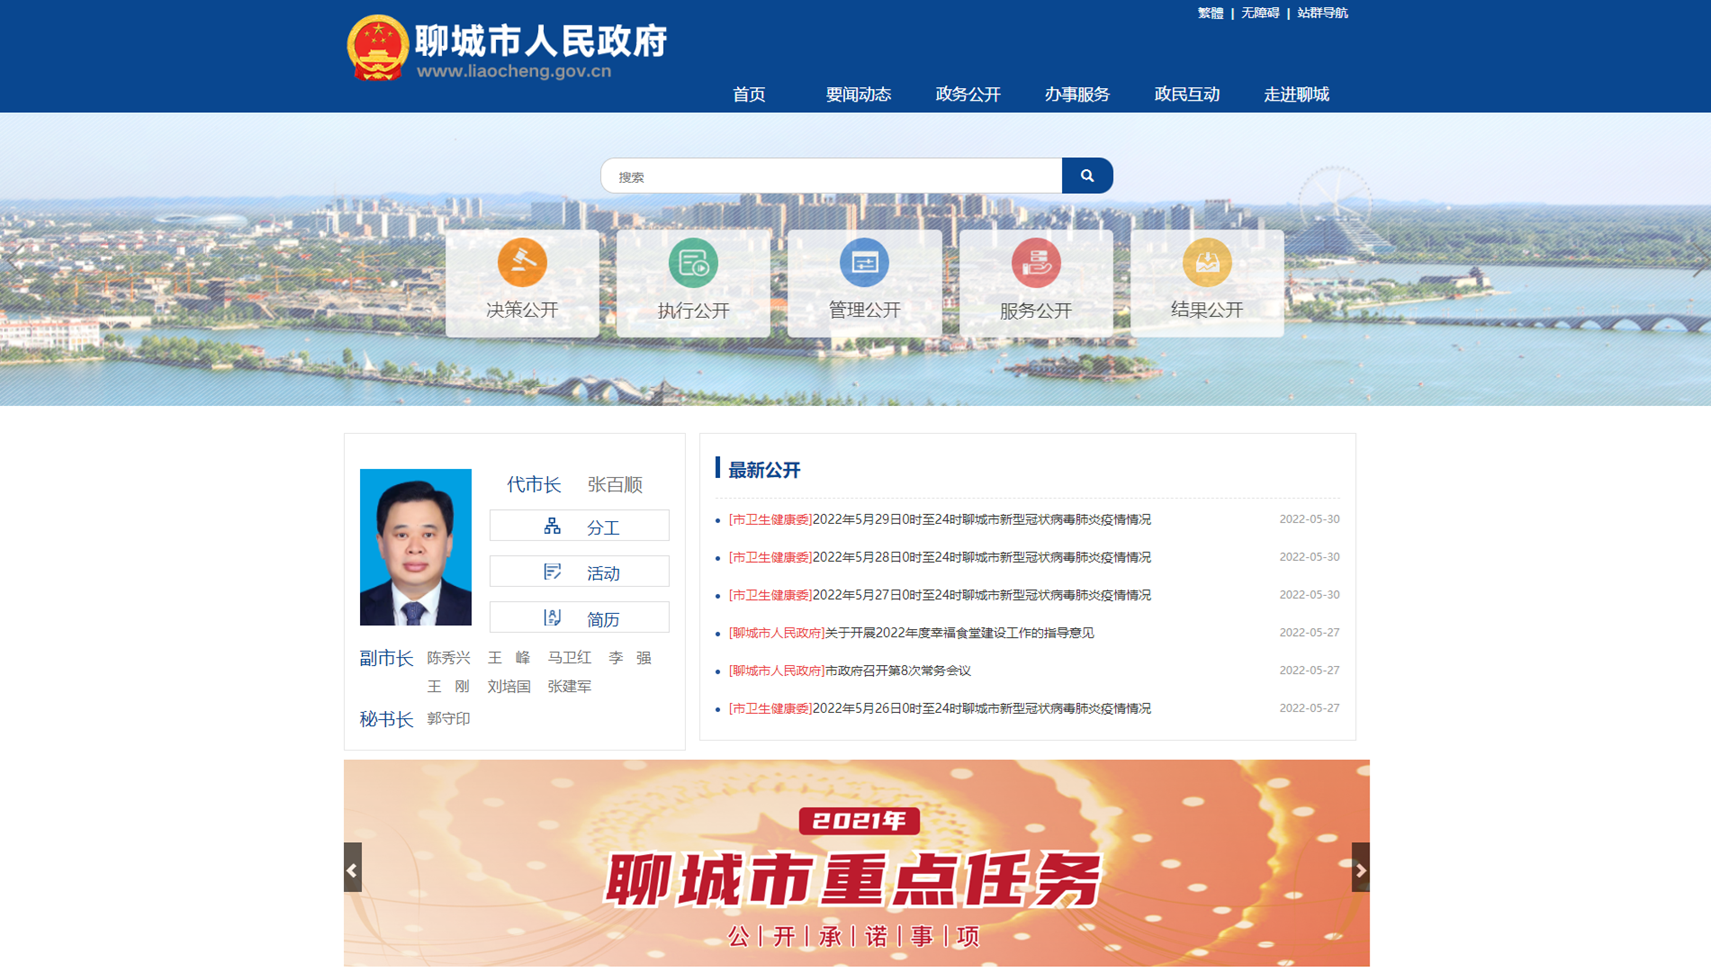 繁體 | 无障碍 | 站群导航
聊城市人民政府
www.liaocheng.gov.cn
首页 要闻动态 政务公开 办事服务 政民互动 走进聊城
搜索
决策公开 执行公开 管理公开 服务公开 结果公开
代市长 张百顺
分工
活动
简历
副市长 陈秀兴 王 峰 马卫红 李 强
王 刚 刘培国 张建军
秘书长 郭守印
最新公开
[市卫生健康委]2022年5月29日0时至24时聊城市新型冠状病毒肺炎疫情情况 2022-05-30
[市卫生健康委]2022年5月28日0时至24时聊城市新型冠状病毒肺炎疫情情况 2022-05-30
[市卫生健康委]2022年5月27日0时至24时聊城市新型冠状病毒肺炎疫情情况 2022-05-30
[聊城市人民政府]关于开展2022年度幸福食堂建设工作的指导意见 2022-05-27
[聊城市人民政府]市政府召开第8次常务会议 2022-05-27
[市卫生健康委]2022年5月26日0时至24时聊城市新型冠状病毒肺炎疫情情况 2022-05-27
2021年
聊城市重点任务
公|开|承|诺|事|项